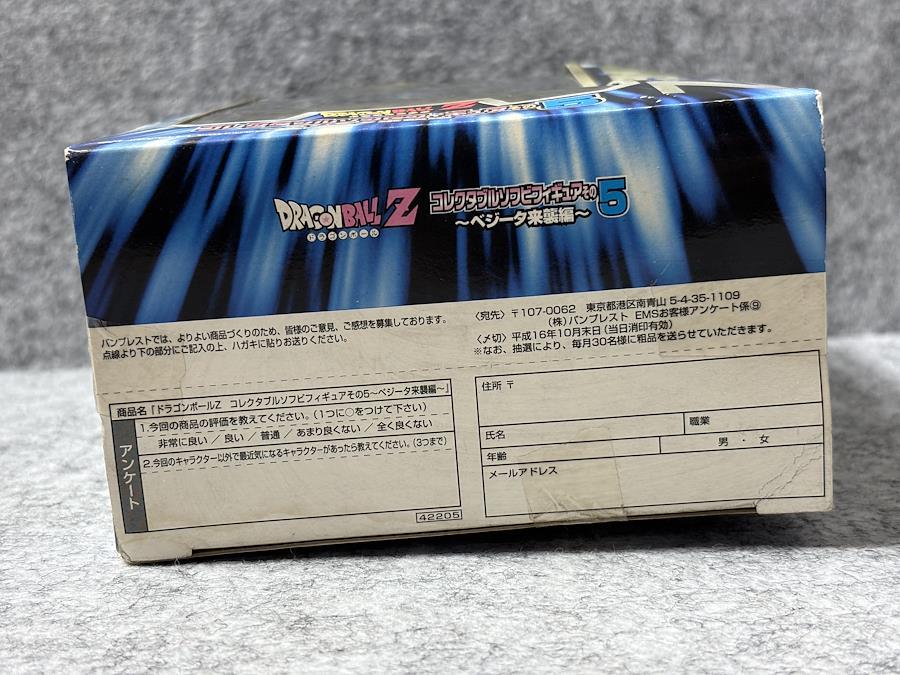 DRAGON BALL Z
ドラゴンボール
コレクタブルソフビフィギュアその5
～ベジータ来襲編～
バンプレストでは、よりよい商品づくりのため、皆様のご意見、ご感想を募集しております。
点線より下の部分にご記入の上、ハガキに貼りお送りください。
〈宛先〉 〒107-0062 東京都港区南青山 5-4-35-1109
(株)バンプレスト EMSお客様アンケート係⑨
〈〆切〉 平成16年10月末日(当日消印有効)
※なお、抽選により、毎月30名様に粗品を送らせていただきます。
商品名「ドラゴンボールZ コレクタブルソフビフィギュアその5～ベジータ来襲編～」
アンケート
1.今回の商品の評価を教えてください。(1つに○をつけて下さい)
非常に良い / 良い / 普通 / あまり良くない / 全く良くない
2.今回のキャラクター以外で最近気になるキャラクターがあったら教えてください。(3つまで)
42205
住所 〒
氏名
職業
年齢
男 ・ 女
メールアドレス